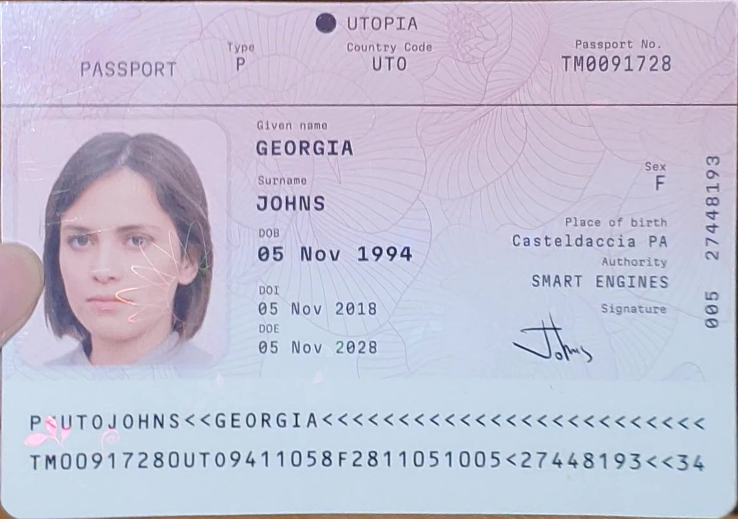 UTOPIA
PASSPORT
Type
P
Country Code
UTO
Passport No.
TM0091728
Given name
GEORGIA
Surname
JOHNS
DOB
05 Nov 1994
DOI
05 Nov 2018
DOE
05 Nov 2028
Sex
F
Place of birth
Casteldaccia PA
Authority
SMART ENGINES
Signature
Johns
005 27448193
P<UTOJOHNS<<GEORGIA<<<<<<<<<<<<<<<<<<<<<<<<<
TM00917280UTO9411058F2811051005<27448193<<34